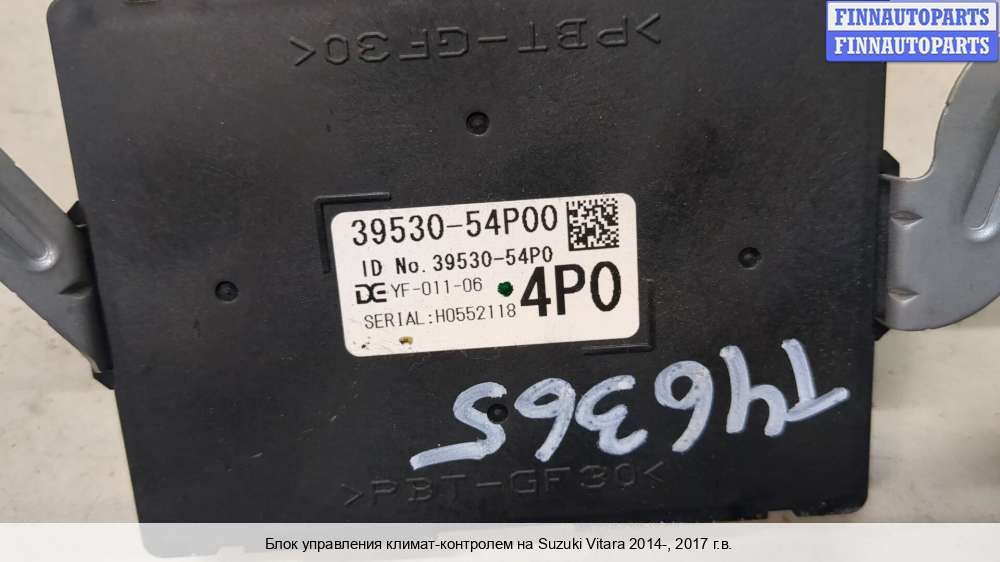 FINNAUTOPARTS
FINNAUTOPARTS
>PBT-GF30<
39530-54P00
ID No. 39530-54P0
DE YF-011-06
4P0
SERIAL:H0552118
T46365
>PBT-GF30<
Блок управления климат-контролем на Suzuki Vitara 2014-, 2017 г.в.